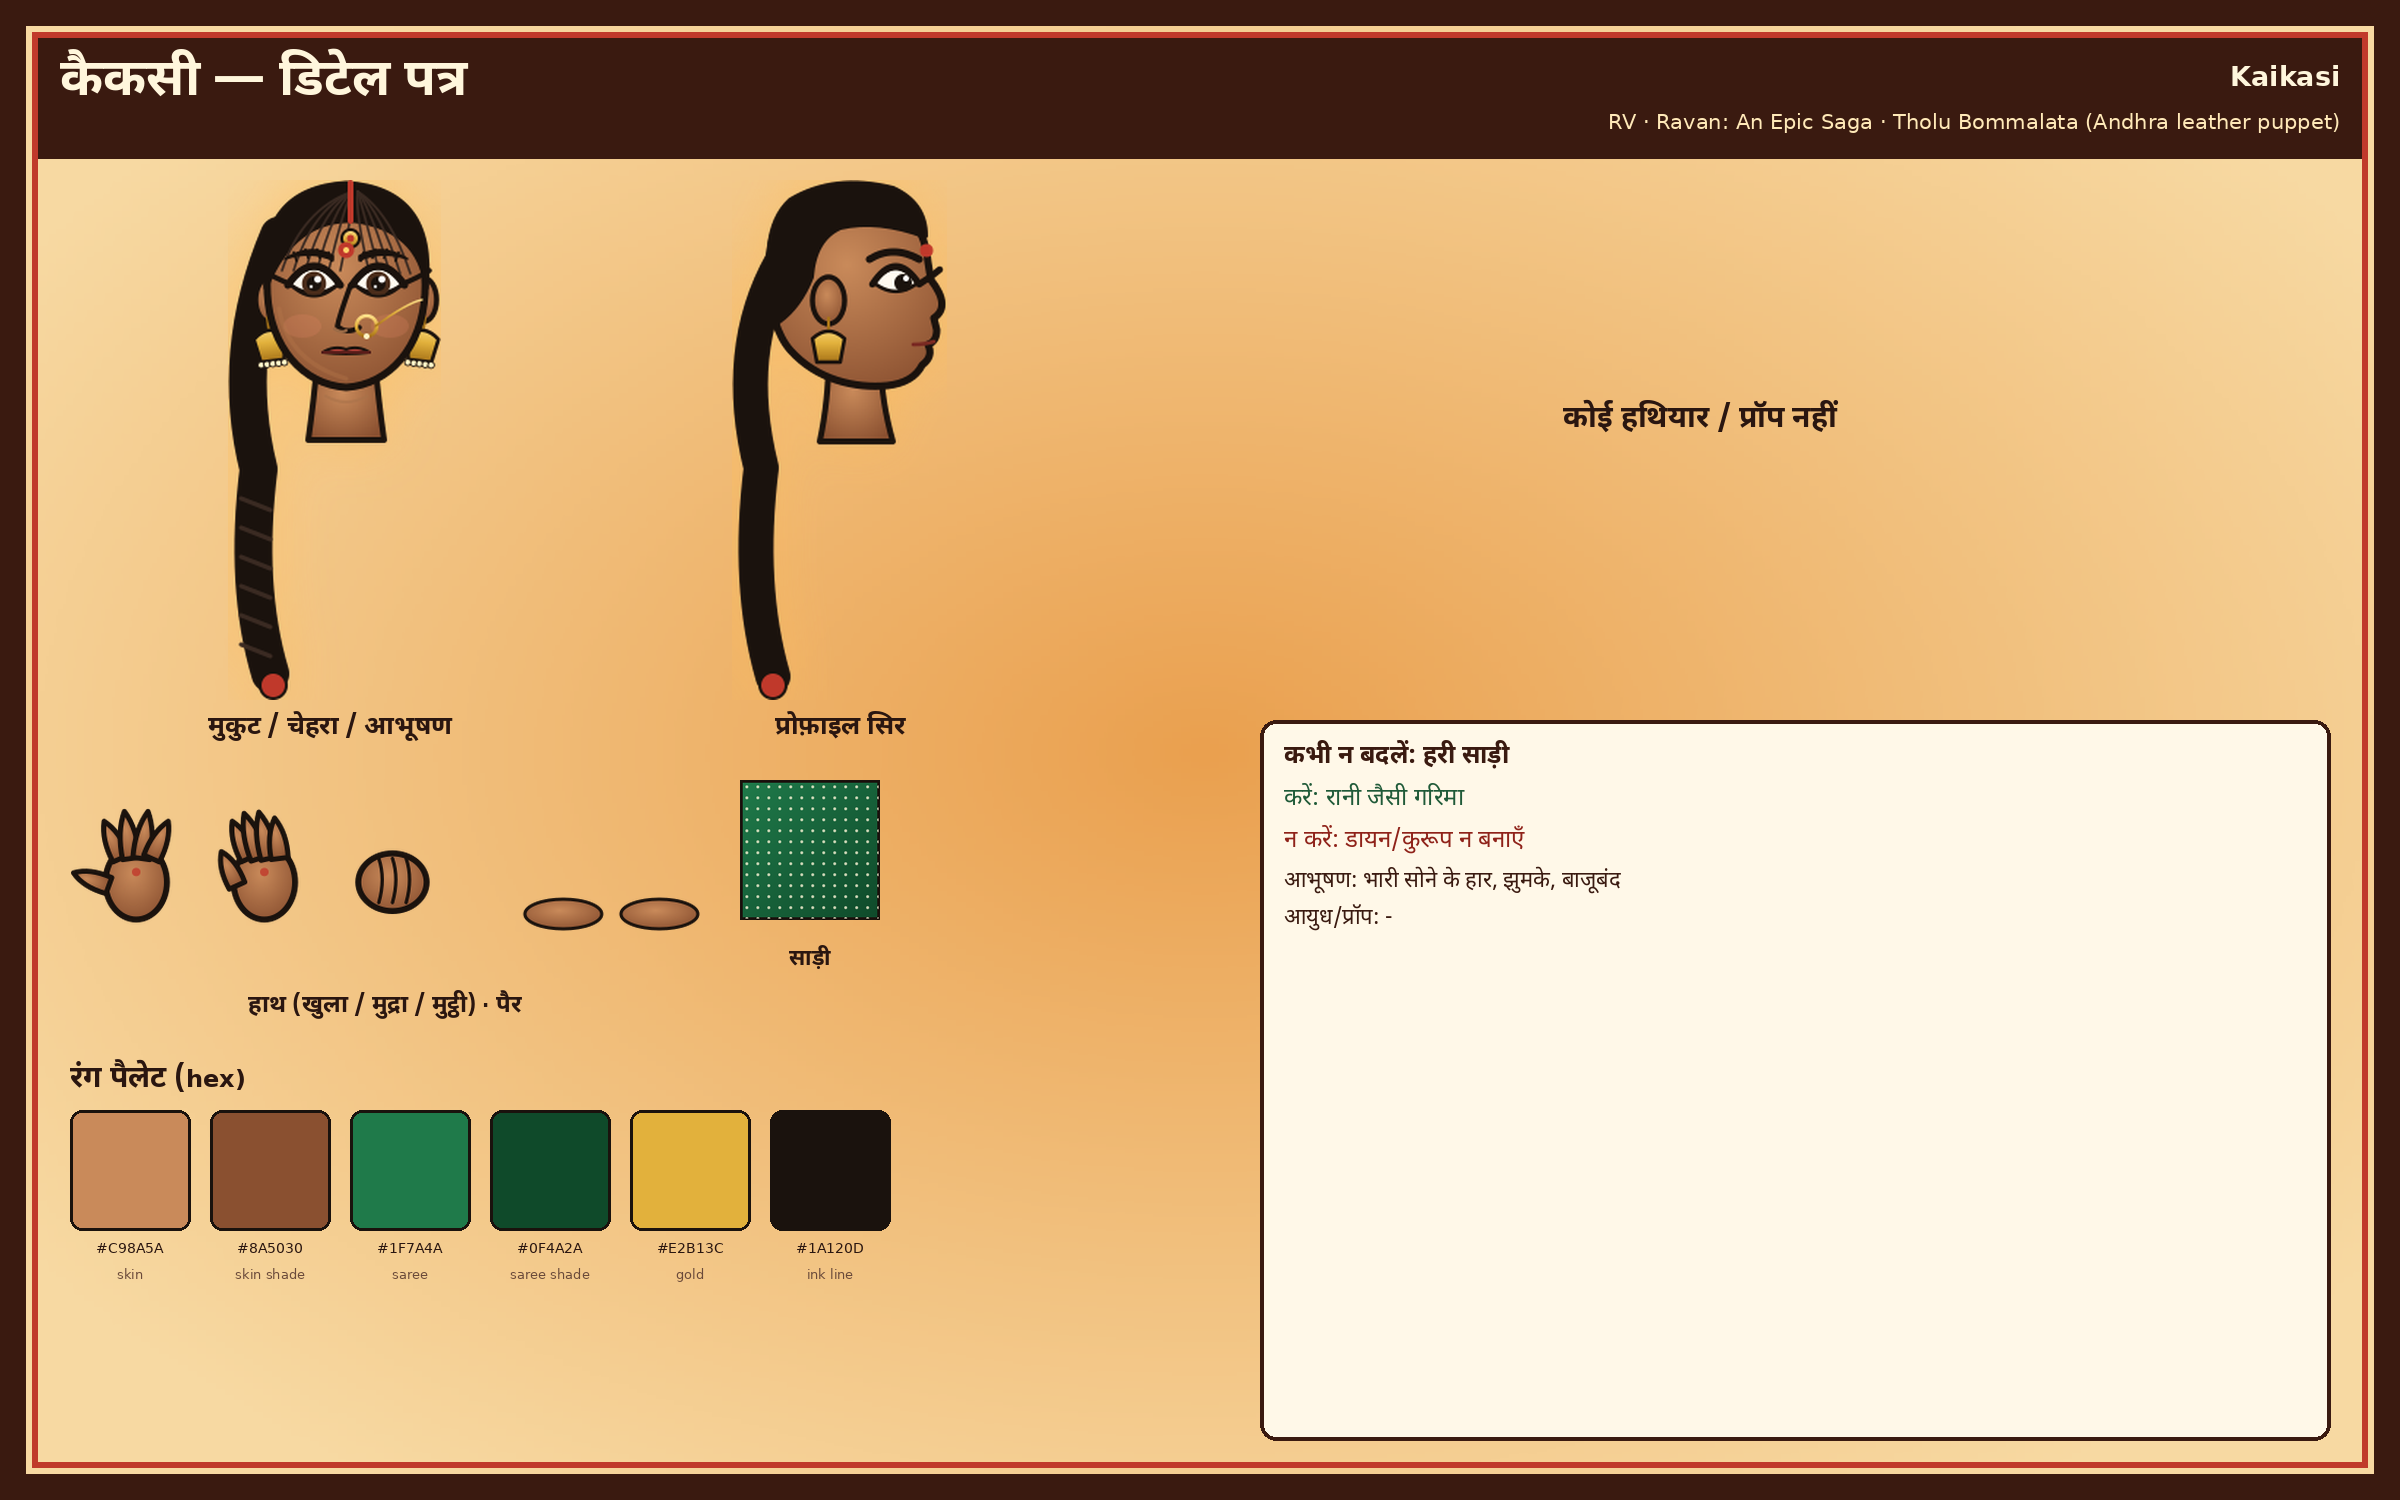 कैकसी — डिटेल पत्र
Kaikasi
RV · Ravan: An Epic Saga · Tholu Bommalata (Andhra leather puppet)
कोई हथियार / प्रॉप नहीं
मुकुट / चेहरा / आभूषण
प्रोफ़ाइल सिर
साड़ी
हाथ (खुला / मुद्रा / मुट्ठी) · पैर
कभी न बदलें: हरी साड़ी
करें: रानी जैसी गरिमा
न करें: डायन/कुरूप न बनाएँ
आभूषण: भारी सोने के हार, झुमके, बाजूबंद
आयुध/प्रॉप: -
रंग पैलेट (hex)
#C98A5A #8A5030 #1F7A4A #0F4A2A #E2B13C #1A120D
skin skin shade saree saree shade gold ink line